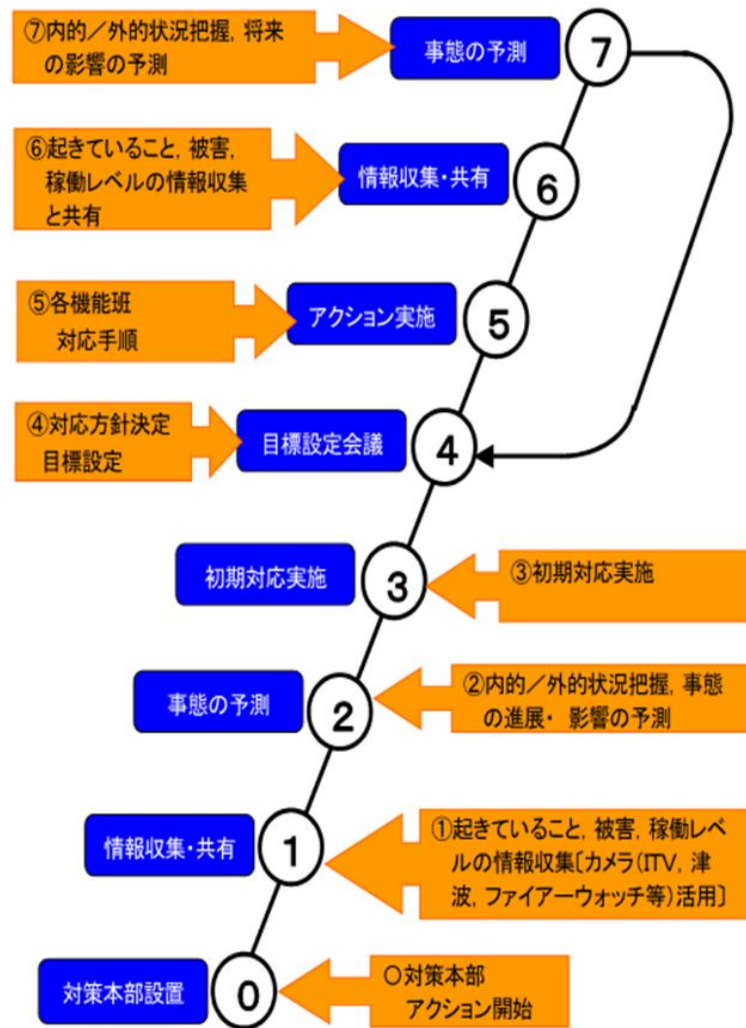 ⑦内的／外的状況把握，将来
の影響の予測
事態の予測
7
⑥起きていること，被害，
稼働レベルの情報収集
と共有
情報収集・共有
6
⑤各機能班
対応手順
アクション実施
5
④対応方針決定
目標設定
目標設定会議
4
初期対応実施
3
③初期対応実施
事態の予測
2
②内的／外的状況把握，事態
の進展・ 影響の予測
情報収集・共有
1
①起きていること，被害，稼働レベ
ルの情報収集〔カメラ（ITV，津
波，ファイアーウォッチ等）活用〕
対策本部設置
0
〇対策本部
アクション開始